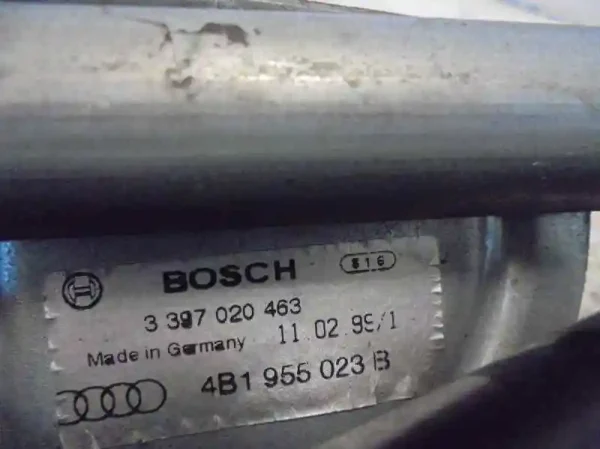 BOSCH 516
3 397 020 463
Made in Germany 11.02.99/1
4B1 955 023 B